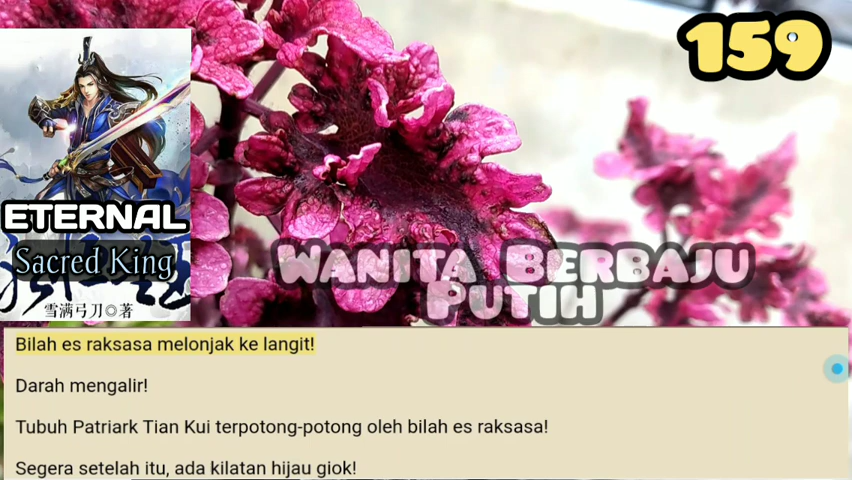 159
ETERNAL
Sacred King
雪满弓刀◎著
WANITA BERBAJU
PUTIH
Bilah es raksasa melonjak ke langit!
Darah mengalir!
Tubuh Patriark Tian Kui terpotong-potong oleh bilah es raksasa!
Segera setelah itu, ada kilatan hijau giok!